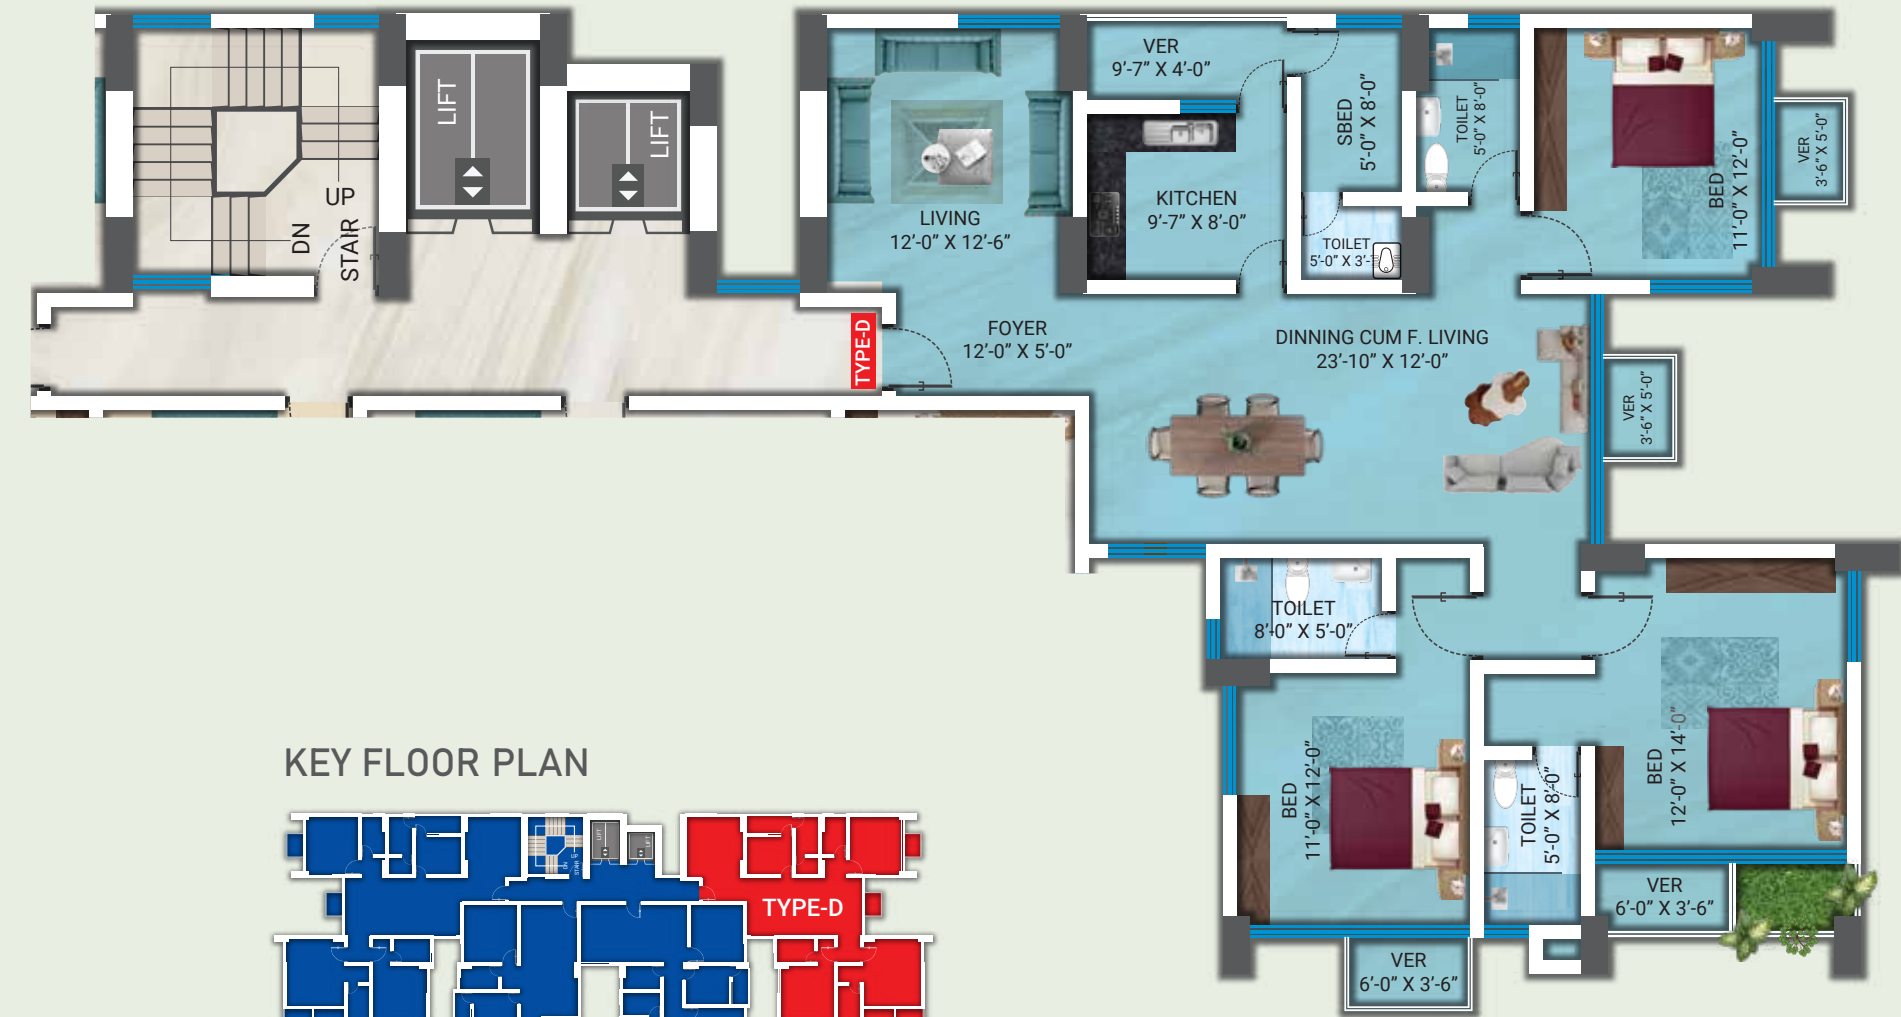 LIFT
LIFT
UP
DN
STAIR
LIVING
12'-0” X 12'-6”
VER
9'-7” X 4'-0”
SBED
5'-0” X 8'-0”
TOILET
5'-0” X 8'-0”
BED
11'-0” X 12'-0”
VER
3'-6” X 5'-0”
KITCHEN
9'-7” X 8'-0”
TOILET
5'-0” X 3'-
TYPE-D
FOYER
12'-0” X 5'-0”
DINNING CUM F. LIVING
23'-10” X 12'-0”
VER
3'-6” X 5'-0”
TOILET
8'-0” X 5'-0”
BED
11'-0” X 12'-0”
TOILET
5'-0” X 8'-0”
BED
12'-0” X 14'-0”
VER
6'-0” X 3'-6”
VER
6'-0” X 3'-6”
KEY FLOOR PLAN
LIFT
LIFT
UP
DN
STAIR
TYPE-D